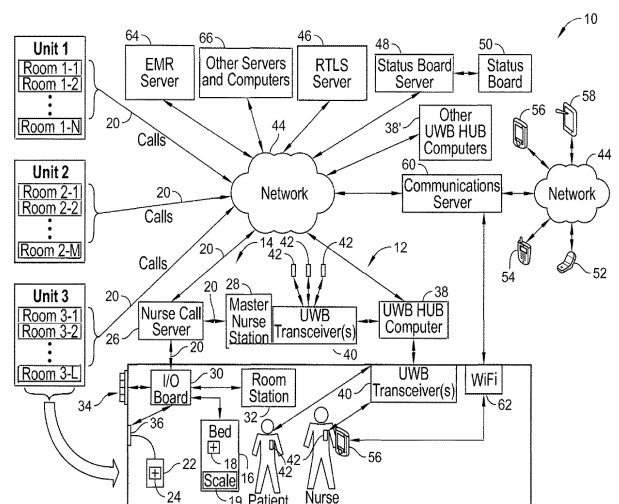 10
Unit 1
Room 1-1
Room 1-2
Room 1-N
20
Calls
64
EMR
Server
66
Other Servers
and Computers
46
RTLS
Server
48
Status Board
Server
50
Status
Board
38'
Other
UWB HUB
Computers
56
58
44
Network
60
Communications
Server
44
Network
54
52
Unit 2
Room 2-1
Room 2-2
Room 2-M
20
Calls
Unit 3
Room 3-1
Room 3-2
Room 3-L
20
Calls
20
14
42
42
42
12
28
Nurse Call
Server
26
20
Master
Nurse
Station
UWB
Transceiver(s)
40
38
UWB HUB
Computer
20
34
I/O
Board
30
Room
Station
32
40
UWB
Transceiver(s)
WiFi
62
36
22
24
Bed
18
16
Scale
19
42
42
56
Patient
Nurse